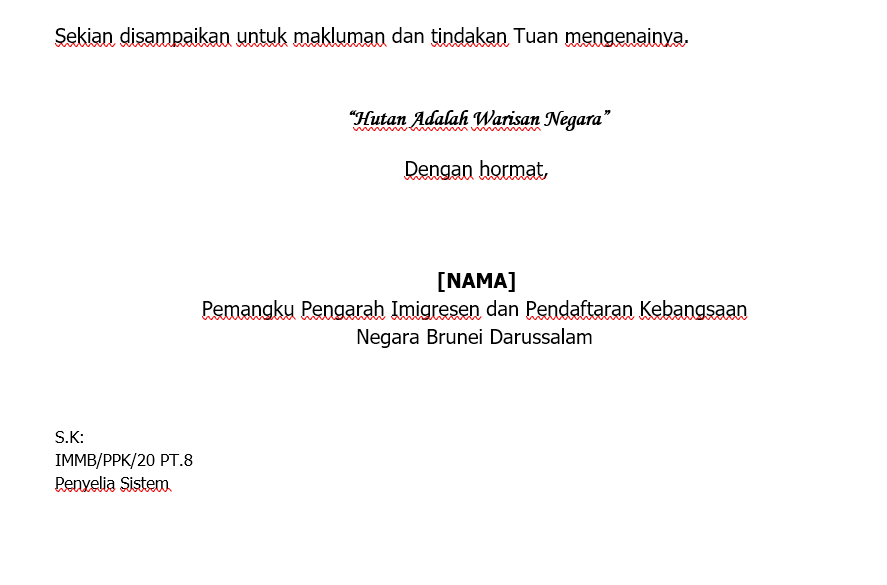 Sekian disampaikan untuk makluman dan tindakan Tuan mengenainya.
“Hutan Adalah Warisan Negara”
Dengan hormat,
[NAMA]
Pemangku Pengarah Imigresen dan Pendaftaran Kebangsaan
Negara Brunei Darussalam
S.K:
IMMB/PPK/20 PT.8
Penyelia Sistem